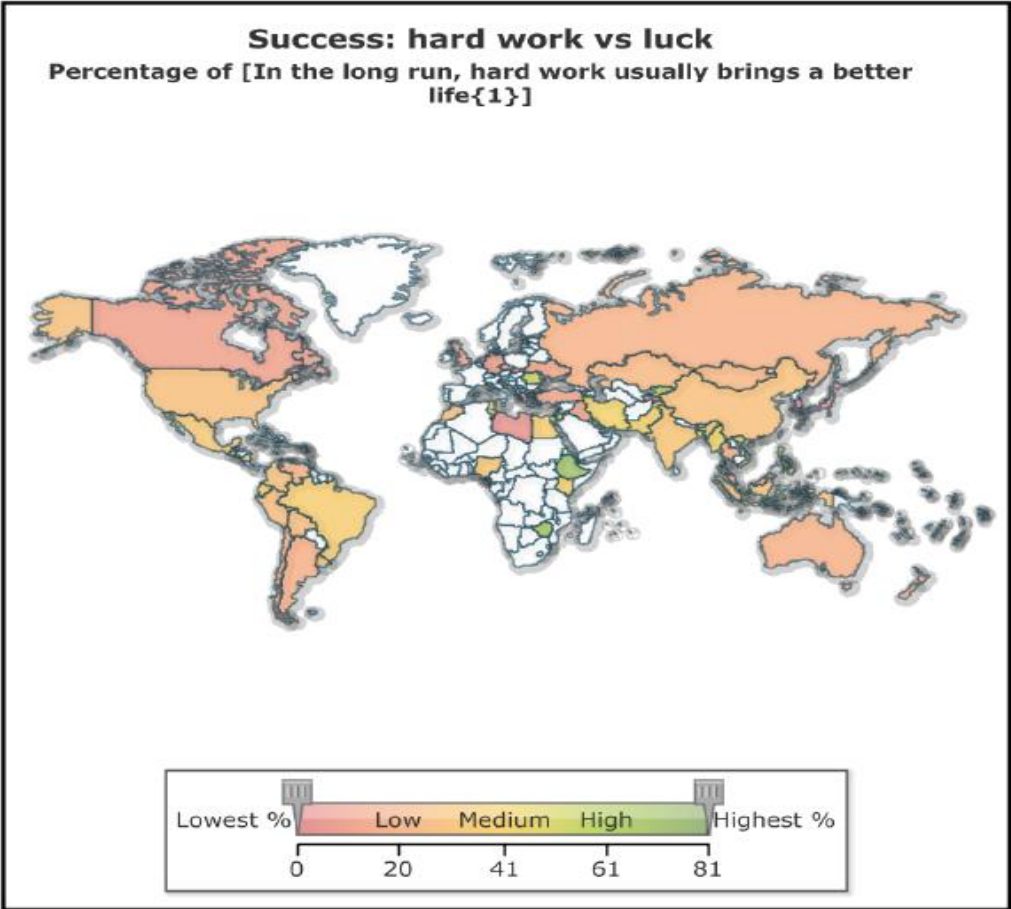 Success: hard work vs luck
Percentage of [In the long run, hard work usually brings a better
life{1}]
Lowest % Low Medium High Highest %
0 20 41 61 81